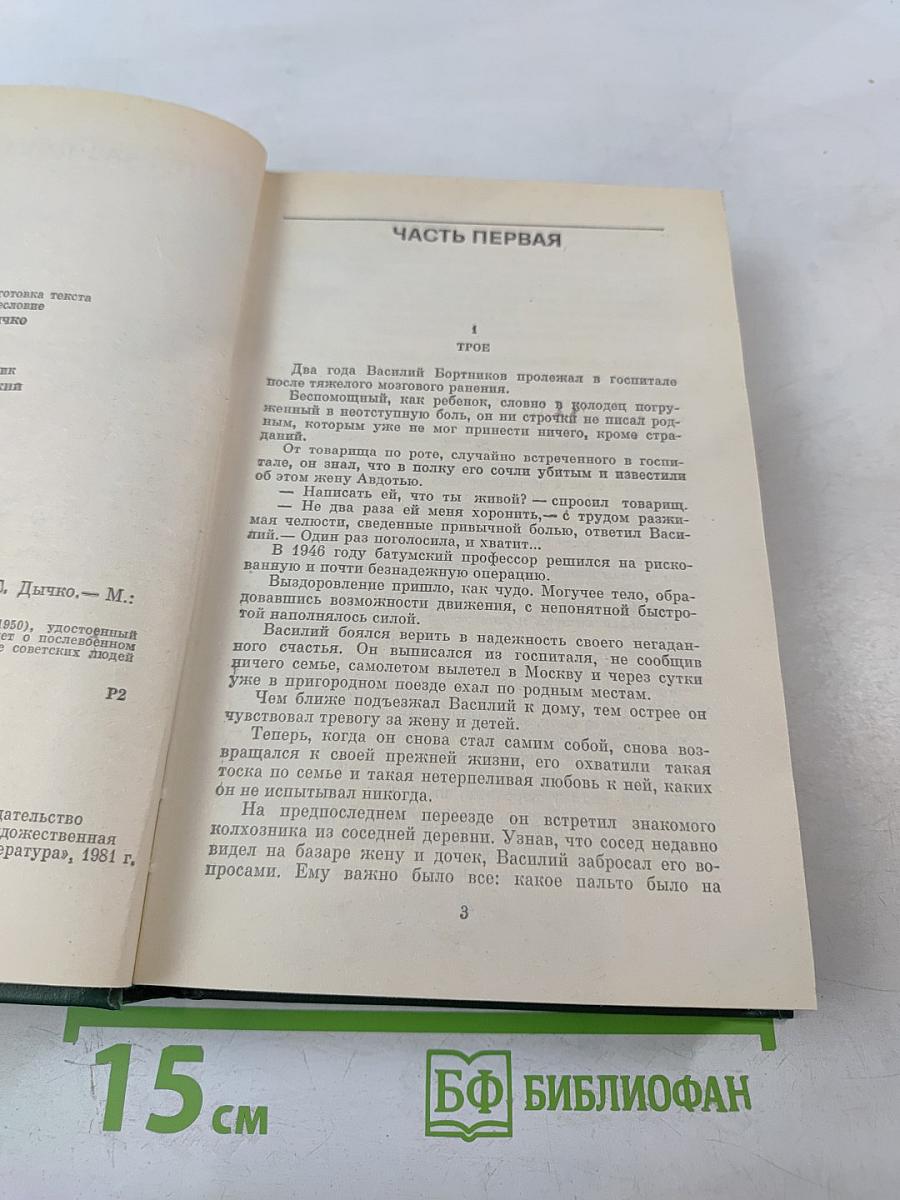 готовка текста
есловие
ычко
ик
кий
Дычко.— М.:
1950), удостоенный
ет о послевоенном
е советских людей
Р2
дательство
дожественная
ература», 1981 г.
ЧАСТЬ ПЕРВАЯ
1
ТРОЕ
Два года Василий Бортников пролежал в госпитале
после тяжелого мозгового ранения.
Беспомощный, как ребенок, словно в колодец погру-
женный в неотступную боль, он ни строчки не писал род-
ным, которым уже не мог принести ничего, кроме стра-
даний.
От товарища по роте, случайно встреченного в госпи-
тале, он знал, что в полку его сочли убитым и известили
об этом жену Авдотью.
— Написать ей, что ты живой? — спросил товарищ.
— Не два раза ей меня хоронить,— с трудом разжи-
мая челюсти, сведенные привычной болью, ответил Васи-
лий.— Один раз поголосила, и хватит...
В 1946 году батумский профессор решился на риско-
ванную и почти безнадежную операцию.
Выздоровление пришло, как чудо. Могучее тело, обра-
довавшись возможности движения, с непонятной быстро-
той наполнялось силой.
Василий боялся верить в надежность своего негадан-
ного счастья. Он выписался из госпиталя, не сообщив
ничего семье, самолетом вылетел в Москву и через сутки
уже в пригородном поезде ехал по родным местам.
Чем ближе подъезжал Василий к дому, тем острее он
чувствовал тревогу за жену и детей.
Теперь, когда он снова стал самим собой, снова воз-
вращался к своей прежней жизни, его охватили такая
тоска по семье и такая нетерпеливая любовь к ней, каких
он не испытывал никогда.
На предпоследнем переезде он встретил знакомого
колхозника из соседней деревни. Узнав, что сосед недавно
видел на базаре жену и дочек, Василий забросал его во-
просами. Ему важно было все: какое пальто было на
3
15 см
БФ БИБЛИОФАН